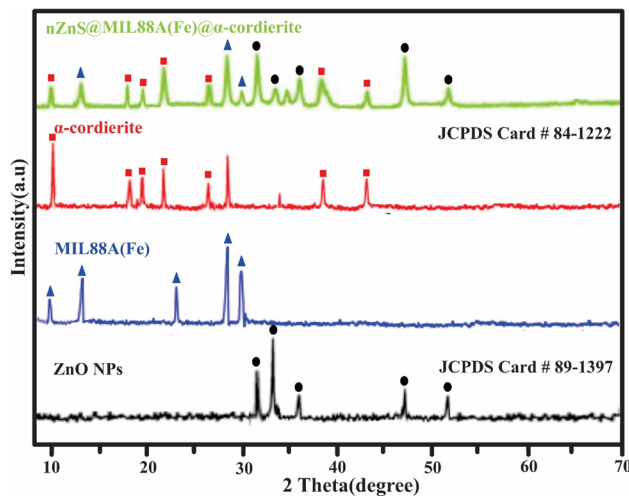 nZnS@MIL88A(Fe)@α-cordierite
JCPDS Card # 84-1222
α-cordierite
MIL88A(Fe)
ZnO NPs
JCPDS Card # 89-1397
Intensity(a.u)
10 20 30 40 50 60 70
2 Theta(degree)